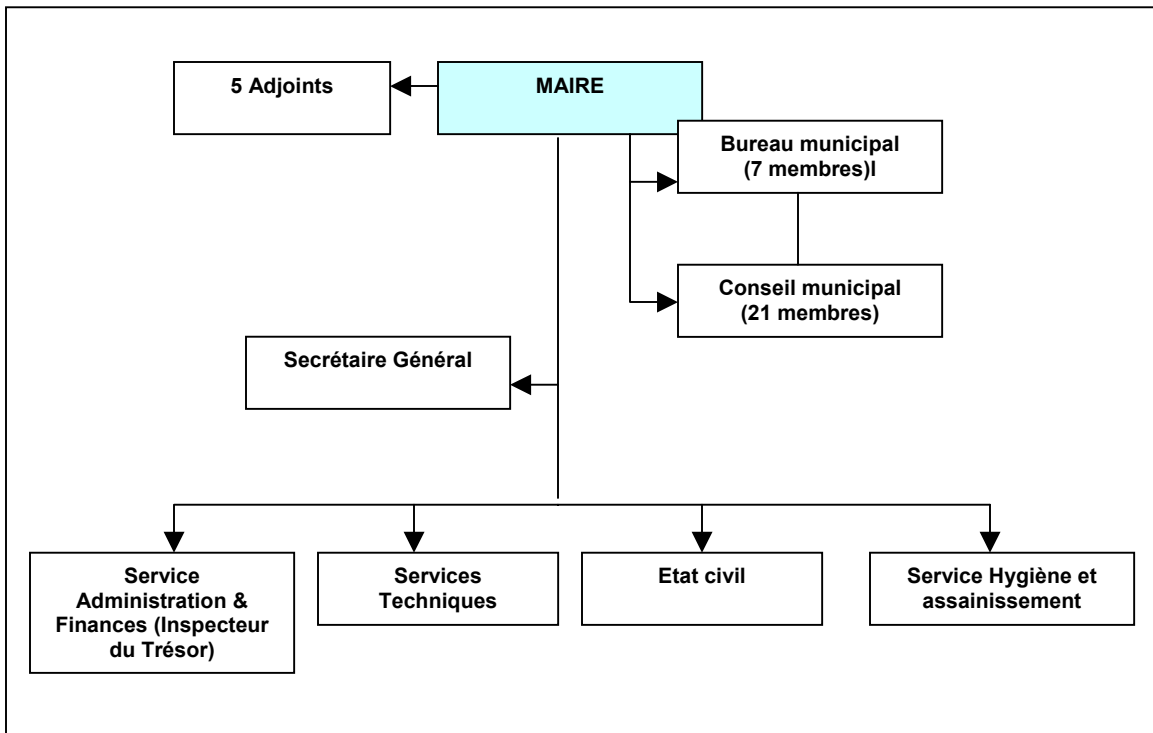 5 Adjoints
MAIRE
Bureau municipal
(7 membres)l
Conseil municipal
(21 membres)
Secrétaire Général
Service
Administration &
Finances (Inspecteur
du Trésor)
Services
Techniques
Etat civil
Service Hygiène et
assainissement